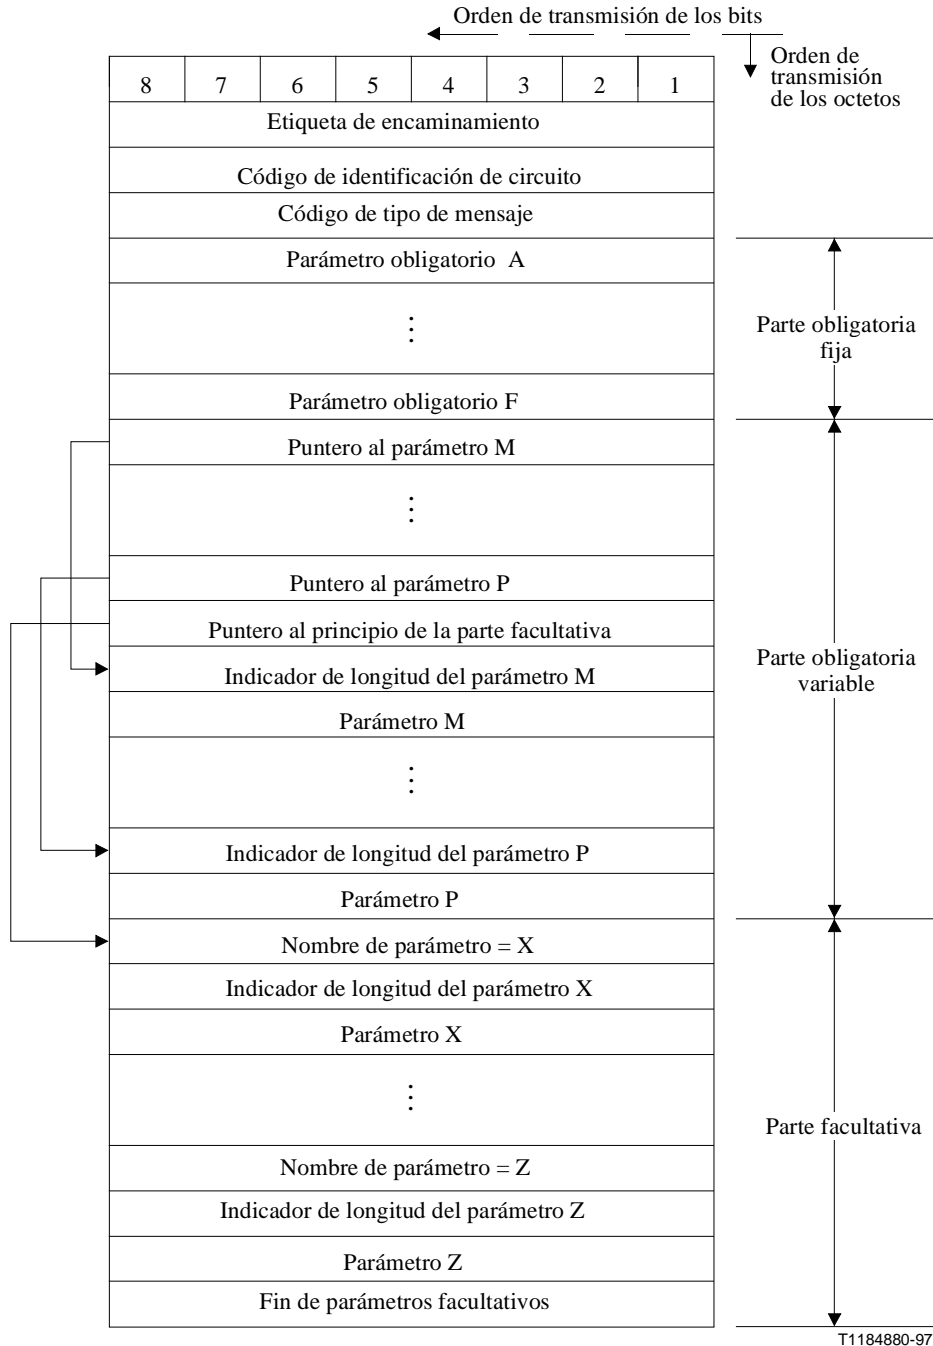 Orden de transmisión de los bits
Orden de
transmisión
de los octetos
8 7 6 5 4 3 2 1
Etiqueta de encaminamiento
Código de identificación de circuito
Código de tipo de mensaje
Parámetro obligatorio A
⋮
Parte obligatoria
fija
Parámetro obligatorio F
Puntero al parámetro M
⋮
Puntero al parámetro P
Puntero al principio de la parte facultativa
Indicador de longitud del parámetro M
Parte obligatoria
variable
Parámetro M
⋮
Indicador de longitud del parámetro P
Parámetro P
Nombre de parámetro = X
Indicador de longitud del parámetro X
Parámetro X
⋮
Parte facultativa
Nombre de parámetro = Z
Indicador de longitud del parámetro Z
Parámetro Z
Fin de parámetros facultativos
T1184880-97